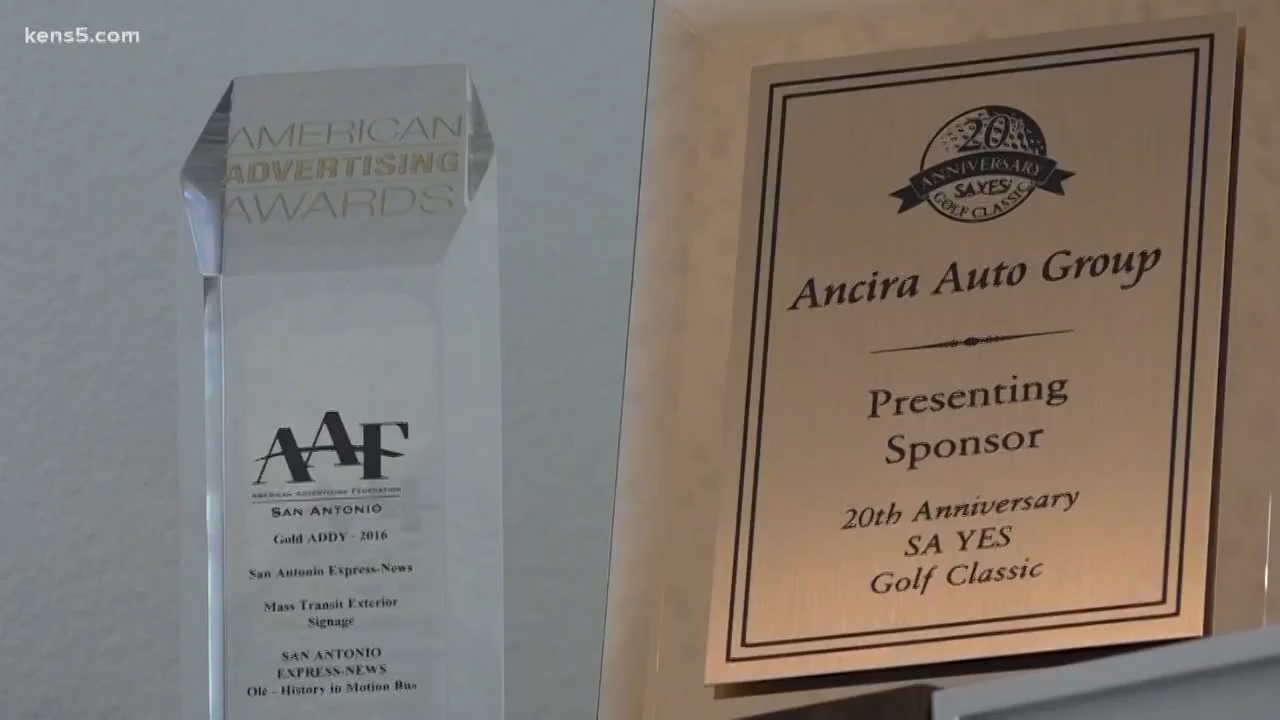 kens5.com
AMERICAN
ADVERTISING
AWARDS
AAF
AMERICAN ADVERTISING FEDERATION
SAN ANTONIO
Gold ADDY - 2016
San Antonio Express-News
Mass Transit Exterior
Signage
SAN ANTONIO
EXPRESS-NEWS
Olé - History in Motion Bus
20
ANNIVERSARY
SA YES
GOLF CLASSIC
Ancira Auto Group
Presenting
Sponsor
20th Anniversary
SA YES
Golf Classic